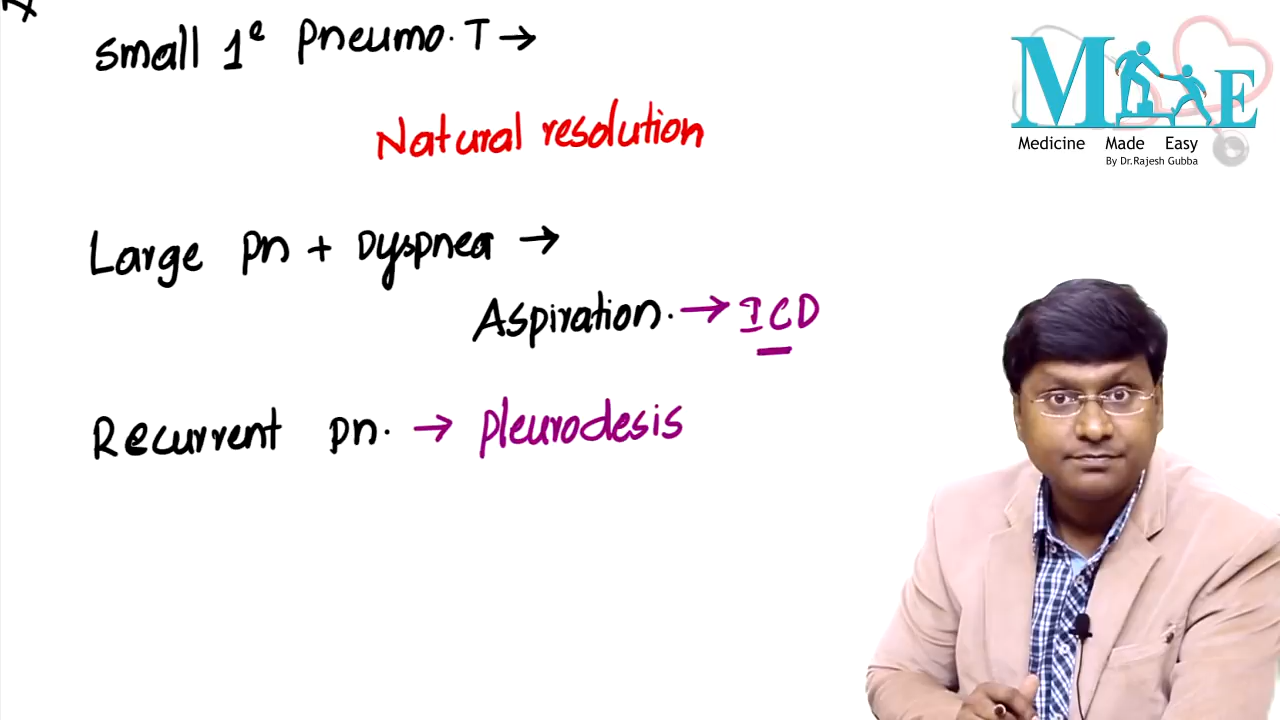 Small 1° Pneumo. T →
Natural resolution
Large pn + Dyspnea →
Aspiration. → ICD
Recurrent pn. → Pleurodesis
MME
Medicine Made Easy
By Dr.Rajesh Gubba